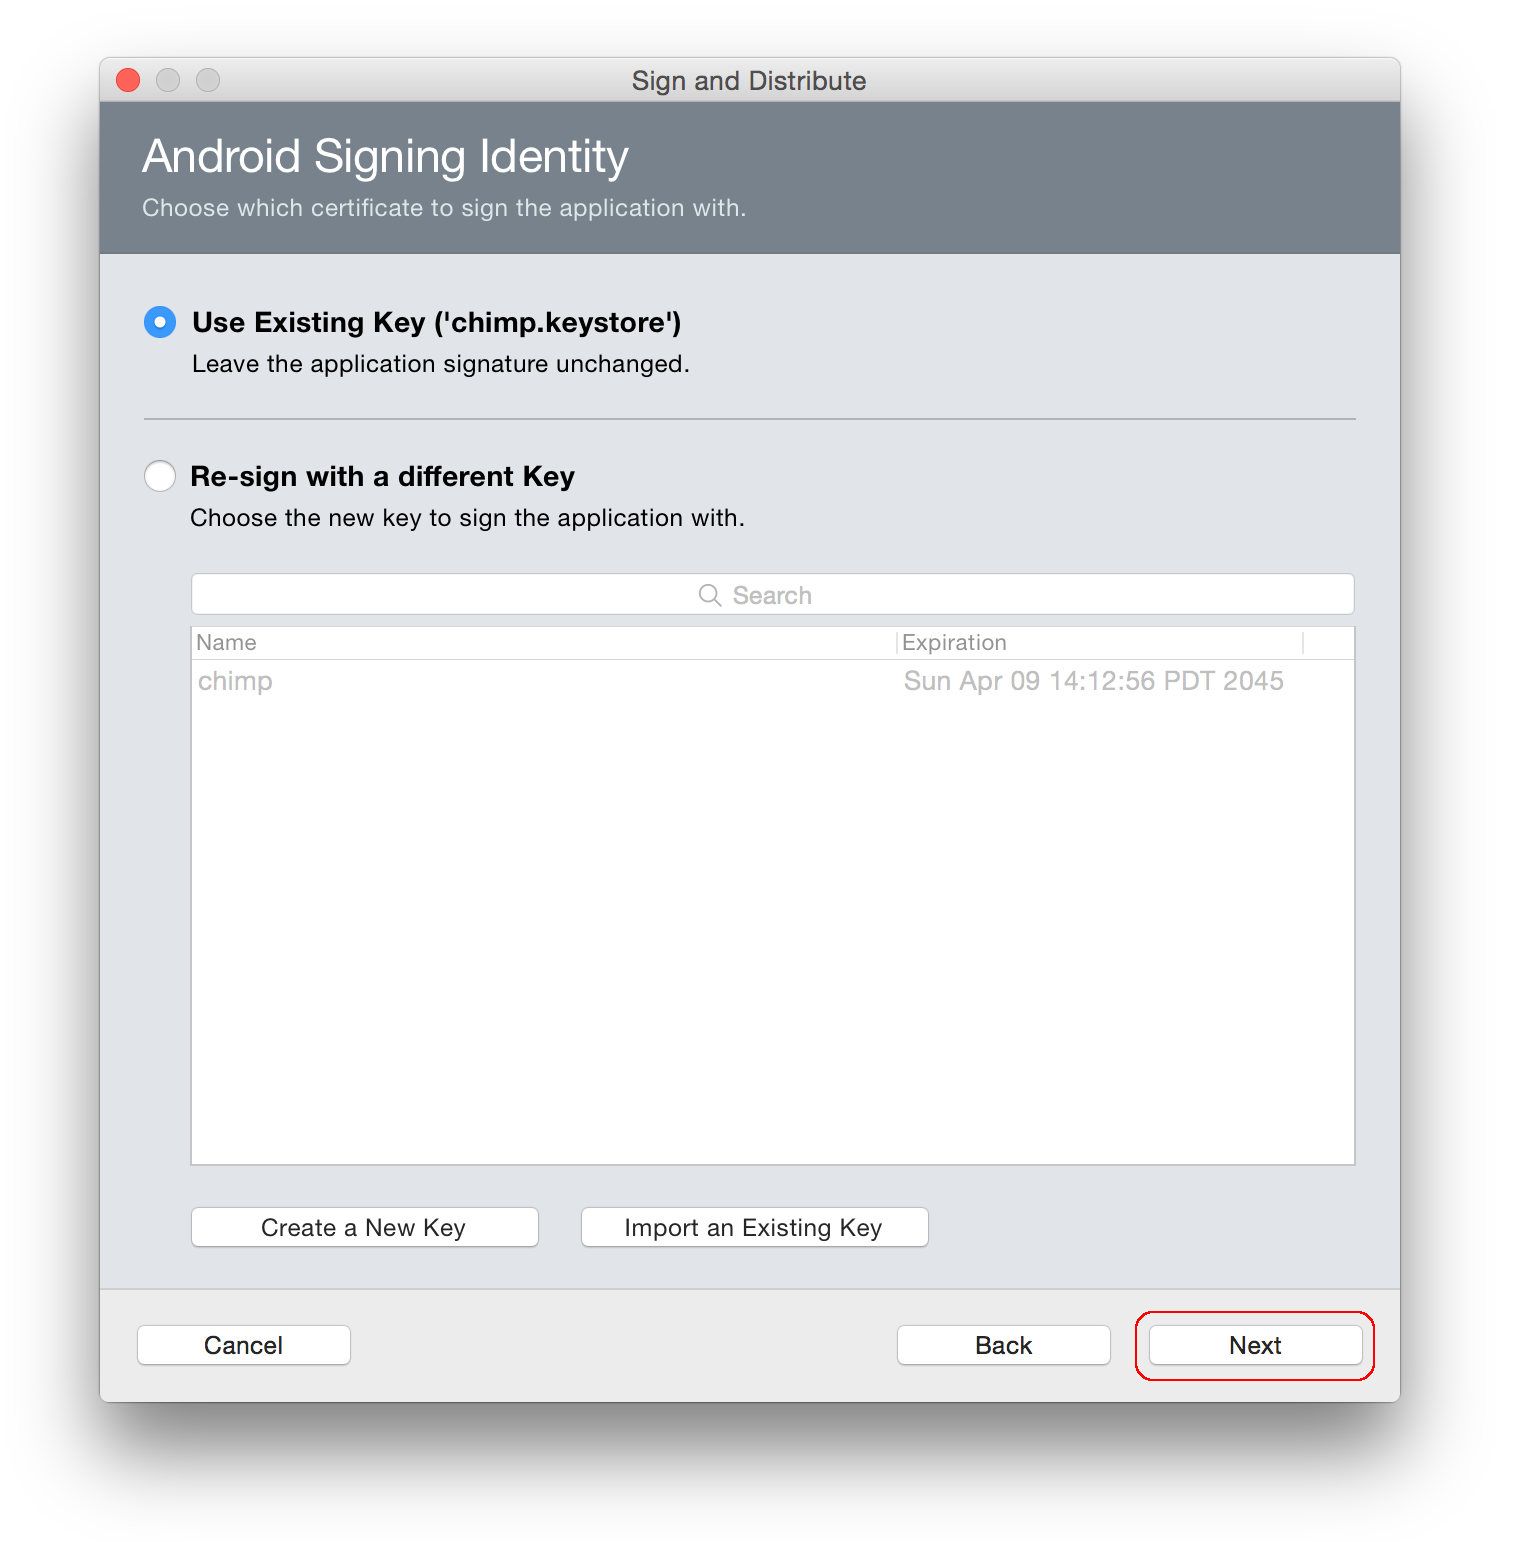 Sign and Distribute
Android Signing Identity
Choose which certificate to sign the application with.
Use Existing Key ('chimp.keystore')
Leave the application signature unchanged.
Re-sign with a different Key
Choose the new key to sign the application with.
Search
Name Expiration
chimp Sun Apr 09 14:12:56 PDT 2045
Create a New Key Import an Existing Key
Cancel Back Next